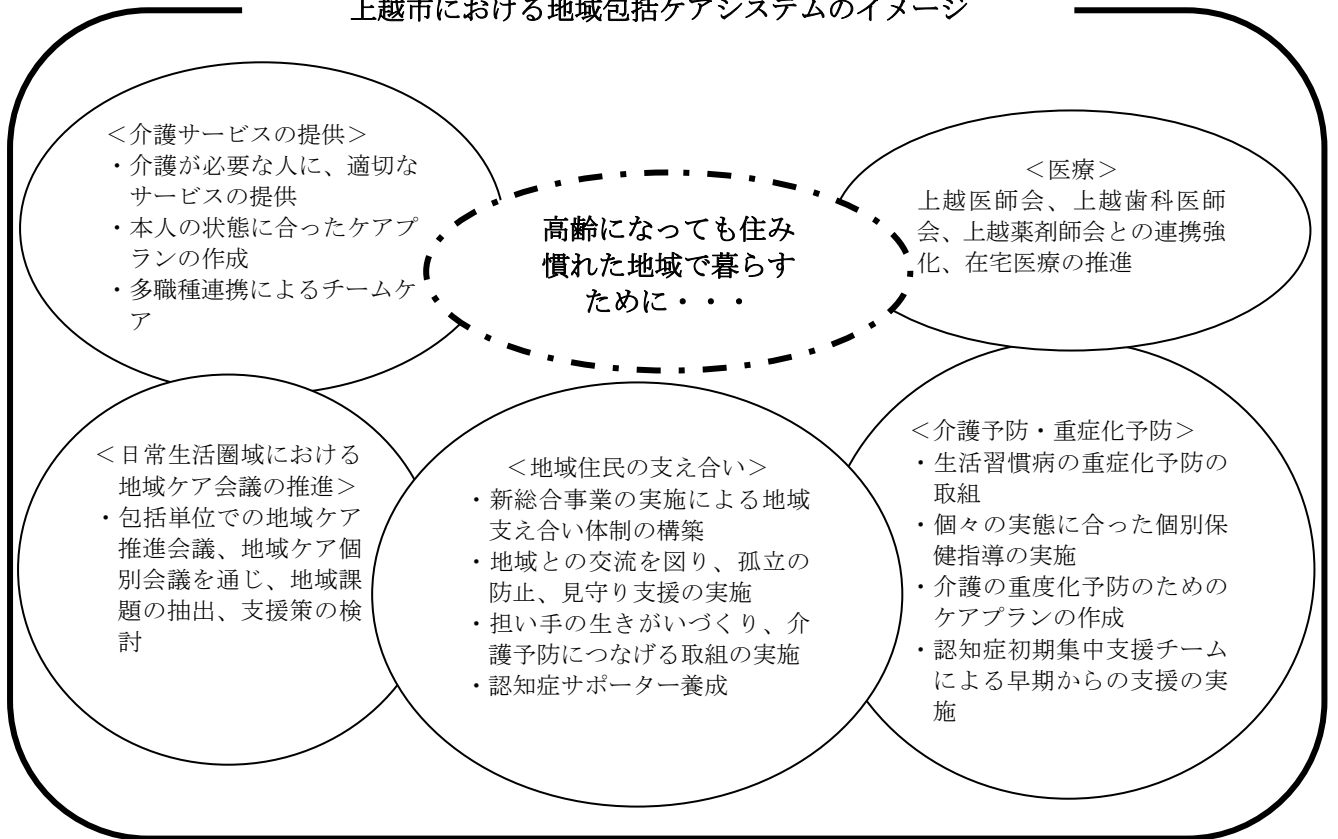 上越市における地域包括ケアシステムのイメージ
＜介護サービスの提供＞
・介護が必要な人に、適切な
サービスの提供
・本人の状態に合ったケアプ
ランの作成
・多職種連携によるチームケ
ア
高齢になっても住み
慣れた地域で暮らす
ために・・・
＜医療＞
上越医師会、上越歯科医師
会、上越薬剤師会との連携強
化、在宅医療の推進
＜日常生活圏域における
地域ケア会議の推進＞
・包括単位での地域ケア
推進会議、地域ケア個
別会議を通じ、地域課
題の抽出、支援策の検
討
＜地域住民の支え合い＞
・新総合事業の実施による地域
支え合い体制の構築
・地域との交流を図り、孤立の
防止、見守り支援の実施
・担い手の生きがいづくり、介
護予防につなげる取組の実施
・認知症サポーター養成
＜介護予防・重症化予防＞
・生活習慣病の重症化予防の
取組
・個々の実態に合った個別保
健指導の実施
・介護の重度化予防のための
ケアプランの作成
・認知症初期集中支援チーム
による早期からの支援の実
施